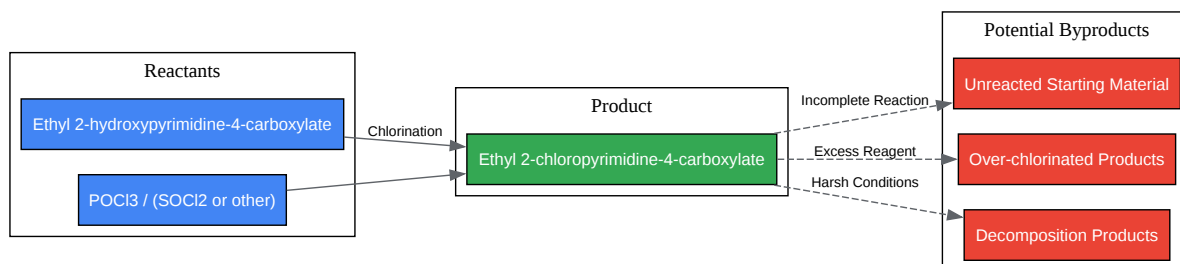 Reactants
Ethyl 2-hydroxypyrimidine-4-carboxylate
POCl3 / (SOCl2 or other)
Chlorination
Product
Ethyl 2-chloropyrimidine-4-carboxylate
Incomplete Reaction
Excess Reagent
Harsh Conditions
Potential Byproducts
Unreacted Starting Material
Over-chlorinated Products
Decomposition Products